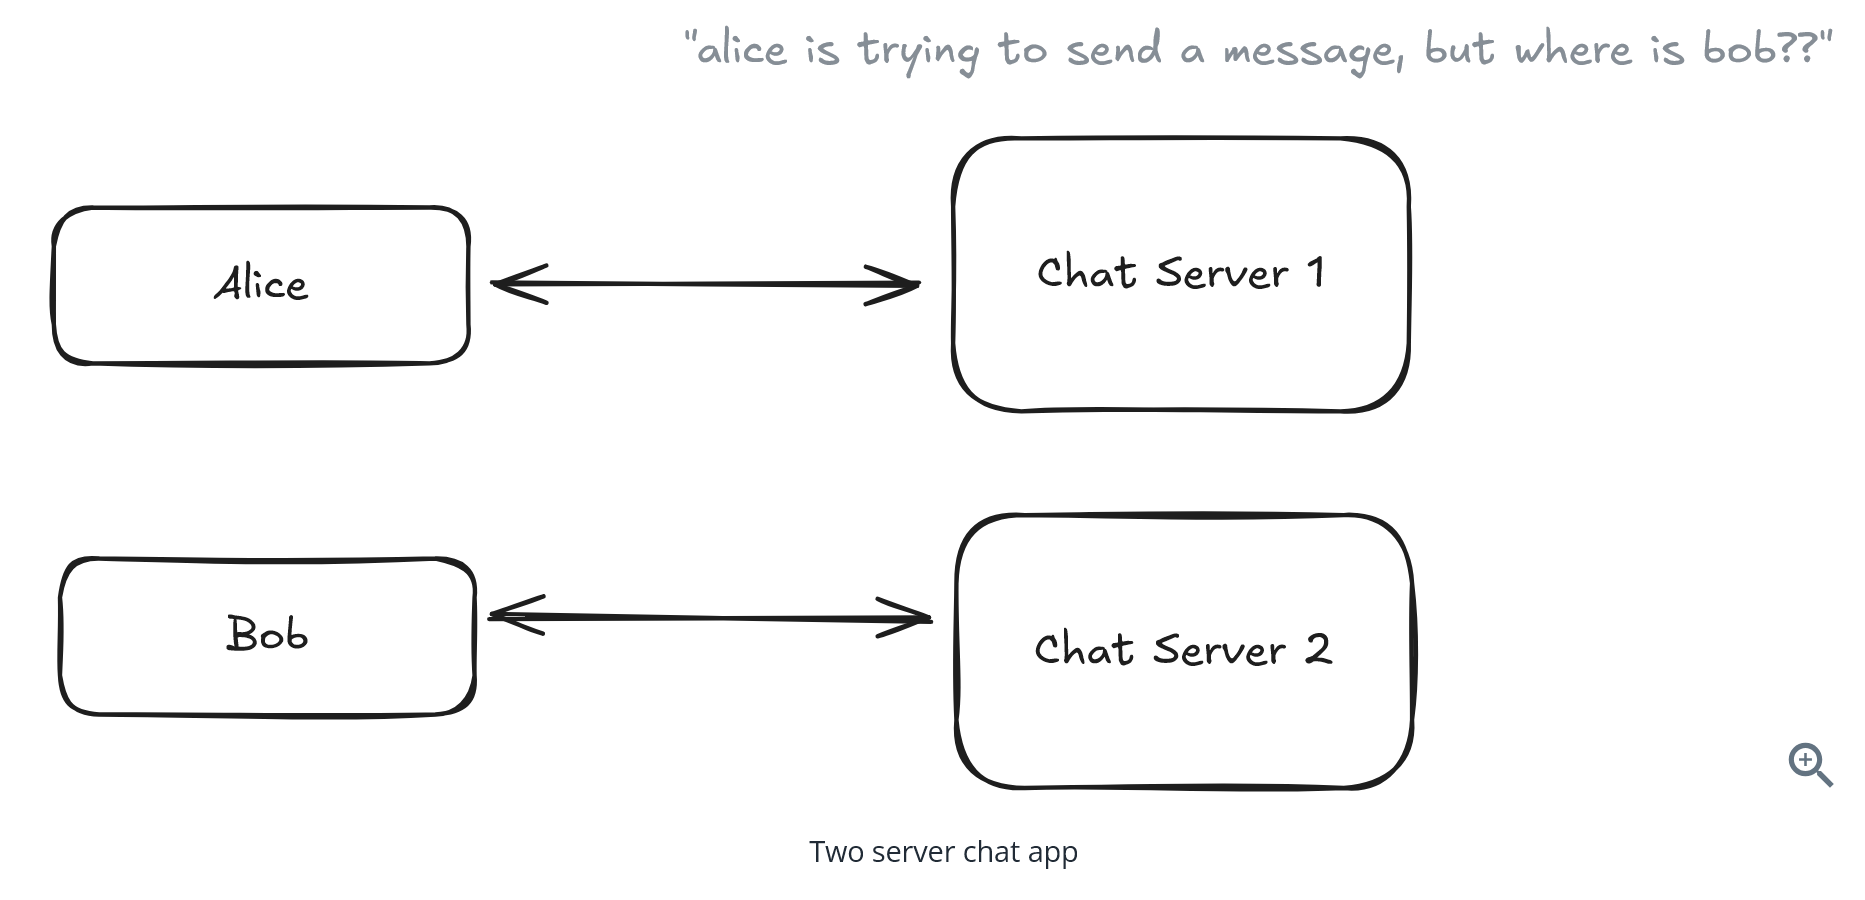 "alice is trying to send a message, but where is bob??"
Alice
Chat Server 1
Bob
Chat Server 2
Two server chat app